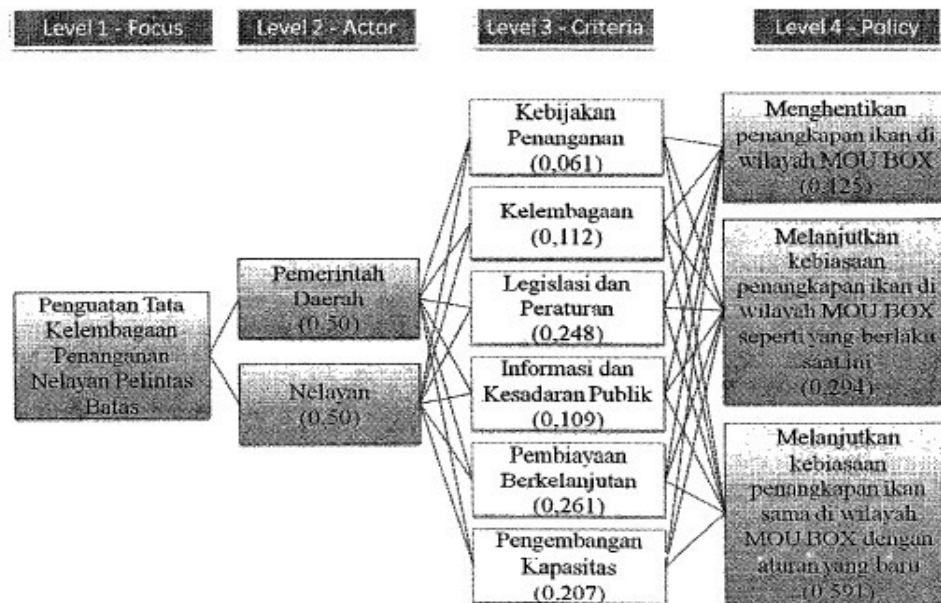 Level 1 - Focus
Level 2 - Actor
Level 3 - Criteria
Level 4 - Policy
Penguatan Tata
Kelembagaan
Penanganan
Nelayan Pelintas
Batas
Pemerintah
Daerah
(0.50)
Nelayan
(0.50)
Kebijakan
Penanganan
(0,061)
Kelembagaan
(0,112)
Legislasi dan
Peraturan
(0,248)
Informasi dan
Kesadaran Publik
(0,109)
Pembiayaan
Berkelanjutan
(0,261)
Pengembangan
Kapasitas
(0,207)
Menghentikan
penangkapan ikan di
wilayah MOU BOX
(0.125)
Melanjutkan
kebiasaan
penangkapan ikan di
wilayah MOU BOX
seperti yang berlaku
saat ini
(0,294)
Melanjutkan
kebiasaan
penangkapan ikan
sama di wilayah
MOU BOX dengan
aturan yang baru
(0.591)